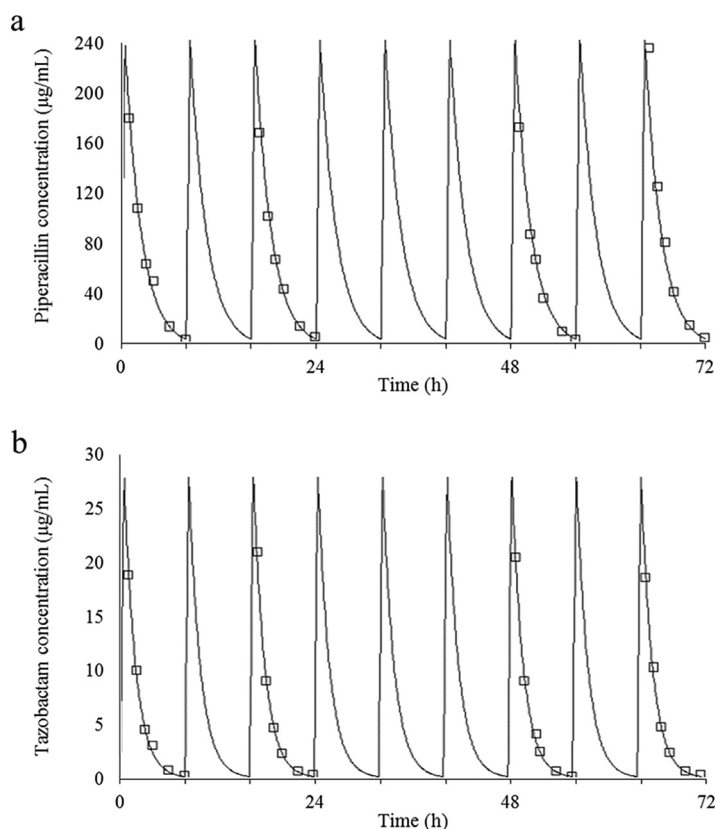 a
Piperacillin concentration (µg/mL)
240
200
160
120
80
40
0
0 24 48 72
Time (h)
b
Tazobactam concentration (µg/mL)
30
25
20
15
10
5
0
0 24 48 72
Time (h)